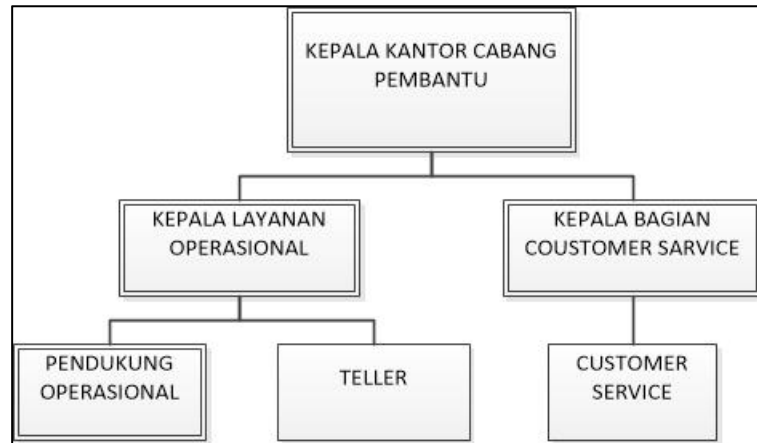 KEPALA KANTOR CABANG
PEMBANTU
KEPALA LAYANAN
OPERASIONAL
KEPALA BAGIAN
COUSTOMER SARVICE
PENDUKUNG
OPERASIONAL
TELLER
CUSTOMER
SERVICE